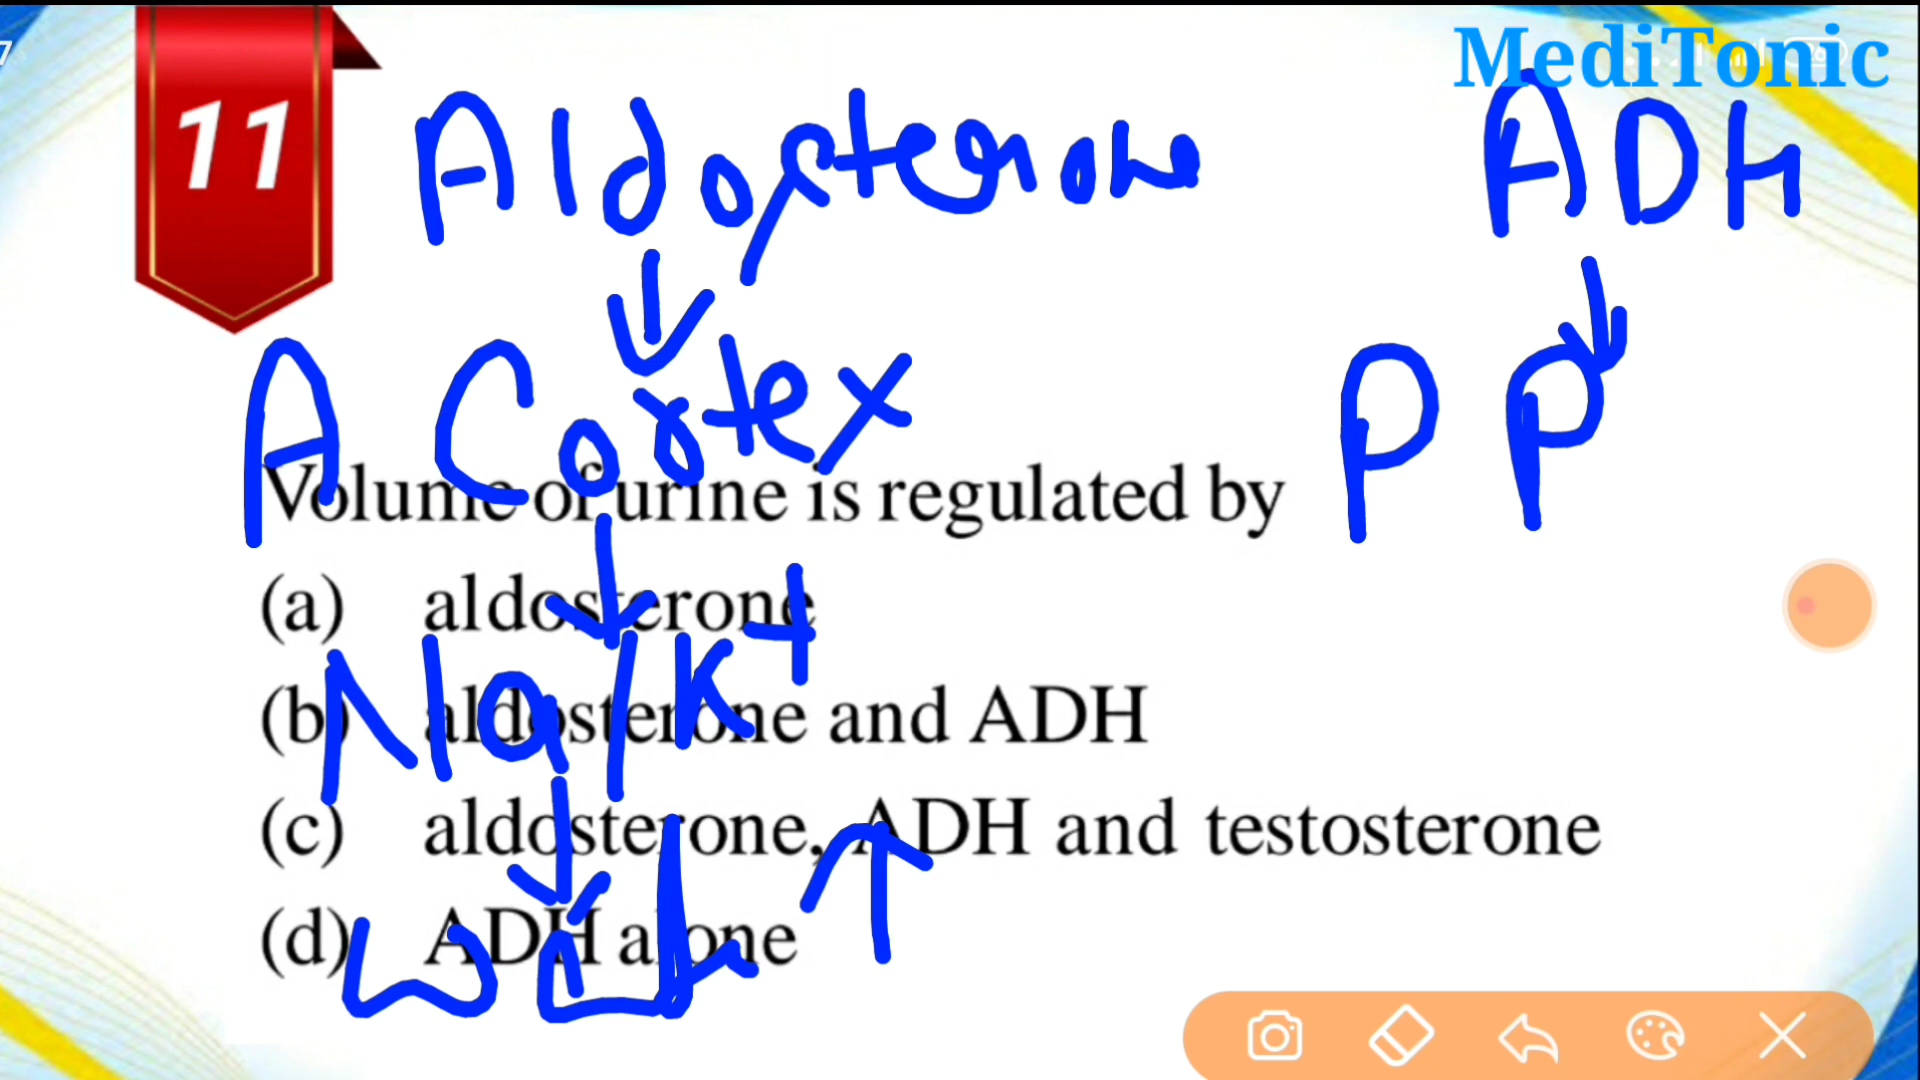 MediTonic
11
Aldosterone
ADH
A Cortex
PP
Volume of urine is regulated by
(a) aldosterone
Na/K+
(b) aldosterone and ADH
(c) aldosterone, ADH and testosterone
(d) ADH alone